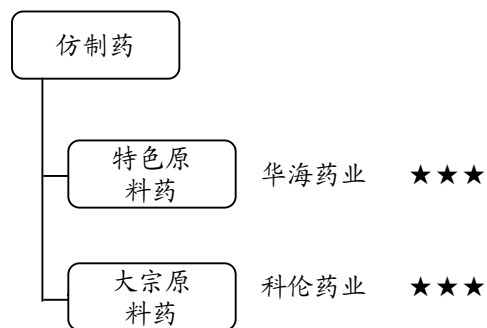 仿制药
特色原
料药
华海药业 ★★★
大宗原
料药
科伦药业 ★★★